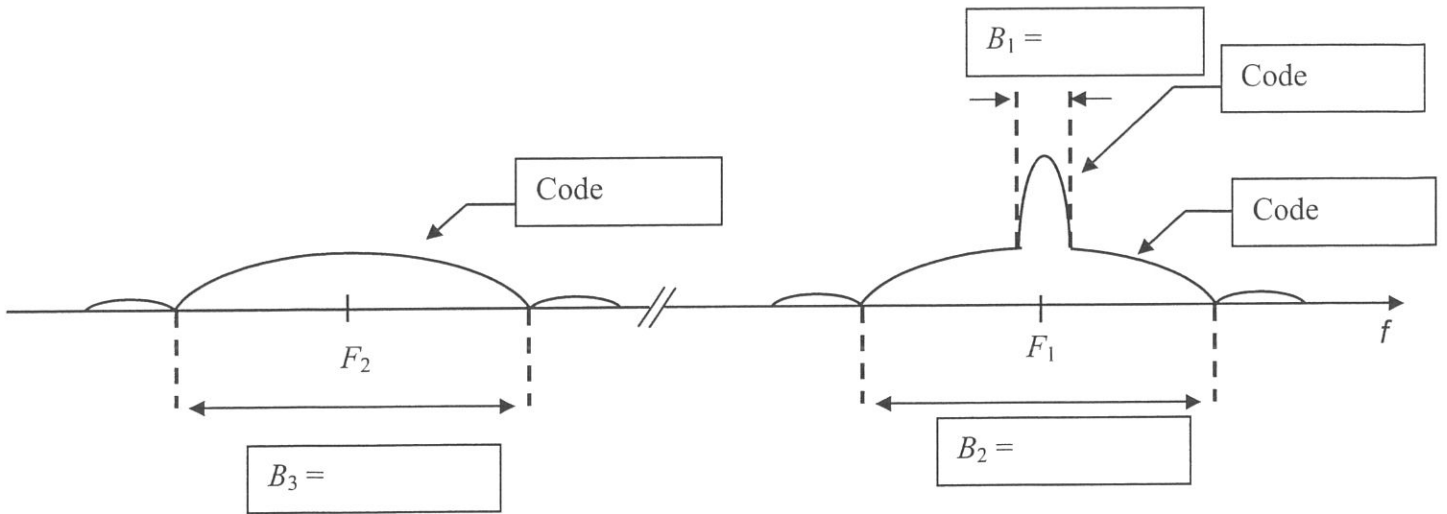 B₁ =
Code
Code
Code
F₂
F₁
f
B₃ =
B₂ =